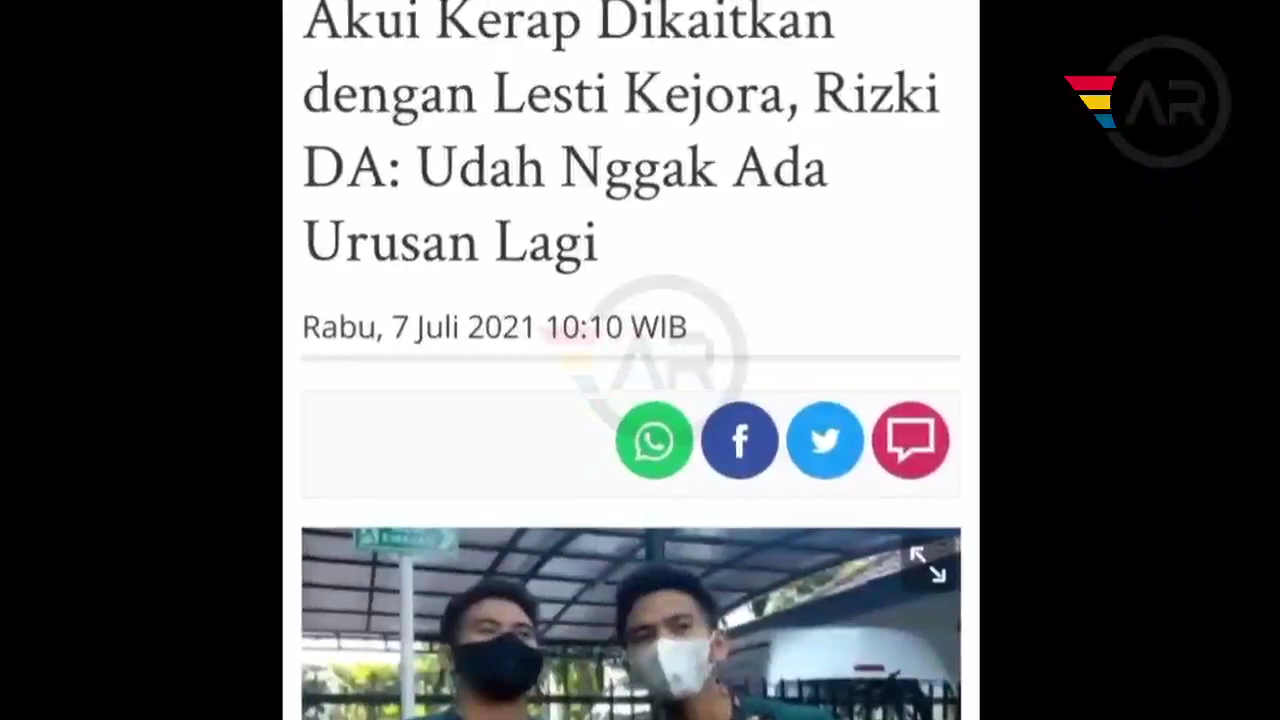 Akui Kerap Dikaitkan
dengan Lesti Kejora, Rizki
DA: Udah Nggak Ada
Urusan Lagi
Rabu, 7 Juli 2021 10:10 WIB
AR
AR